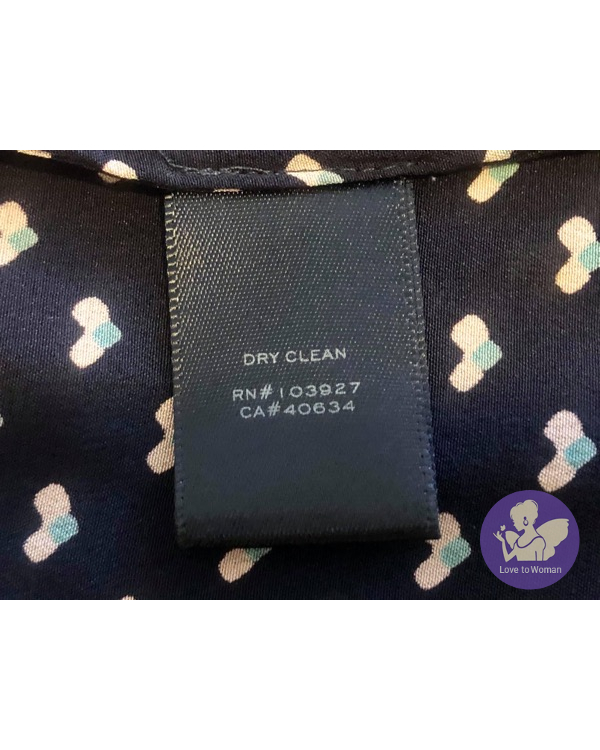 DRY CLEAN
RN#103927
CA#40634
Love to Woman